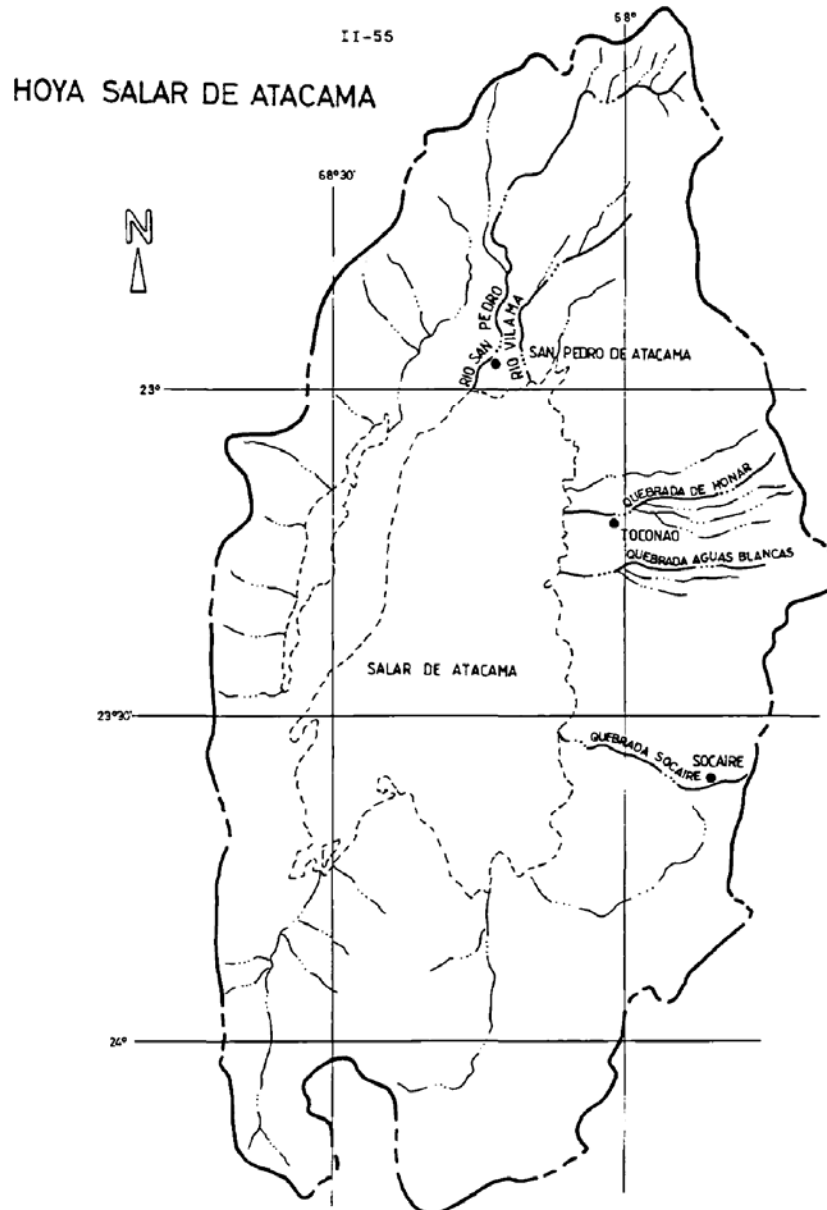 II-55
68°
HOYA SALAR DE ATACAMA
68°30'
N
RIO SAN PEDRO
RIO VILAMA
SAN PEDRO DE ATACAMA
23°
QUEBRADA DE HONAR
TOCONAO
QUEBRADA AGUAS BLANCAS
SALAR DE ATACAMA
23°30'
QUEBRADA SOCAIRE
SOCAIRE
24°